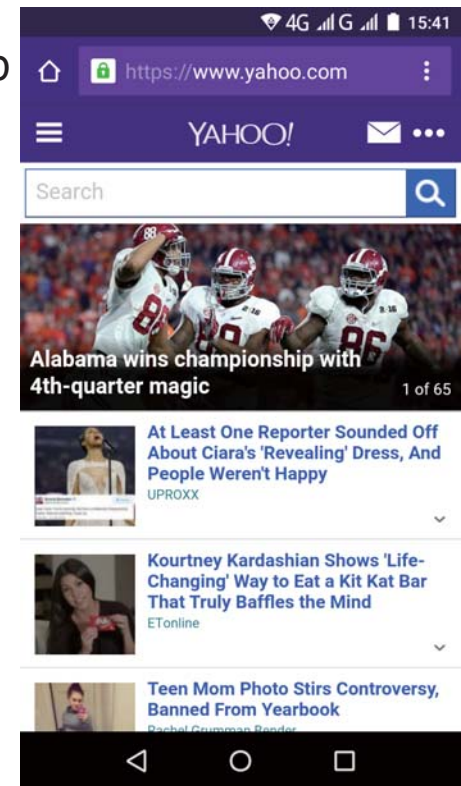 4G G 15:41
https://www.yahoo.com
YAHOO!
Search
Alabama wins championship with
4th-quarter magic
1 of 65
At Least One Reporter Sounded Off
About Ciara's 'Revealing' Dress, And
People Weren't Happy
UPROXX
Kourtney Kardashian Shows 'Life-
Changing' Way to Eat a Kit Kat Bar
That Truly Baffles the Mind
ETonline
Teen Mom Photo Stirs Controversy,
Banned From Yearbook
Rachel Grumman Bender